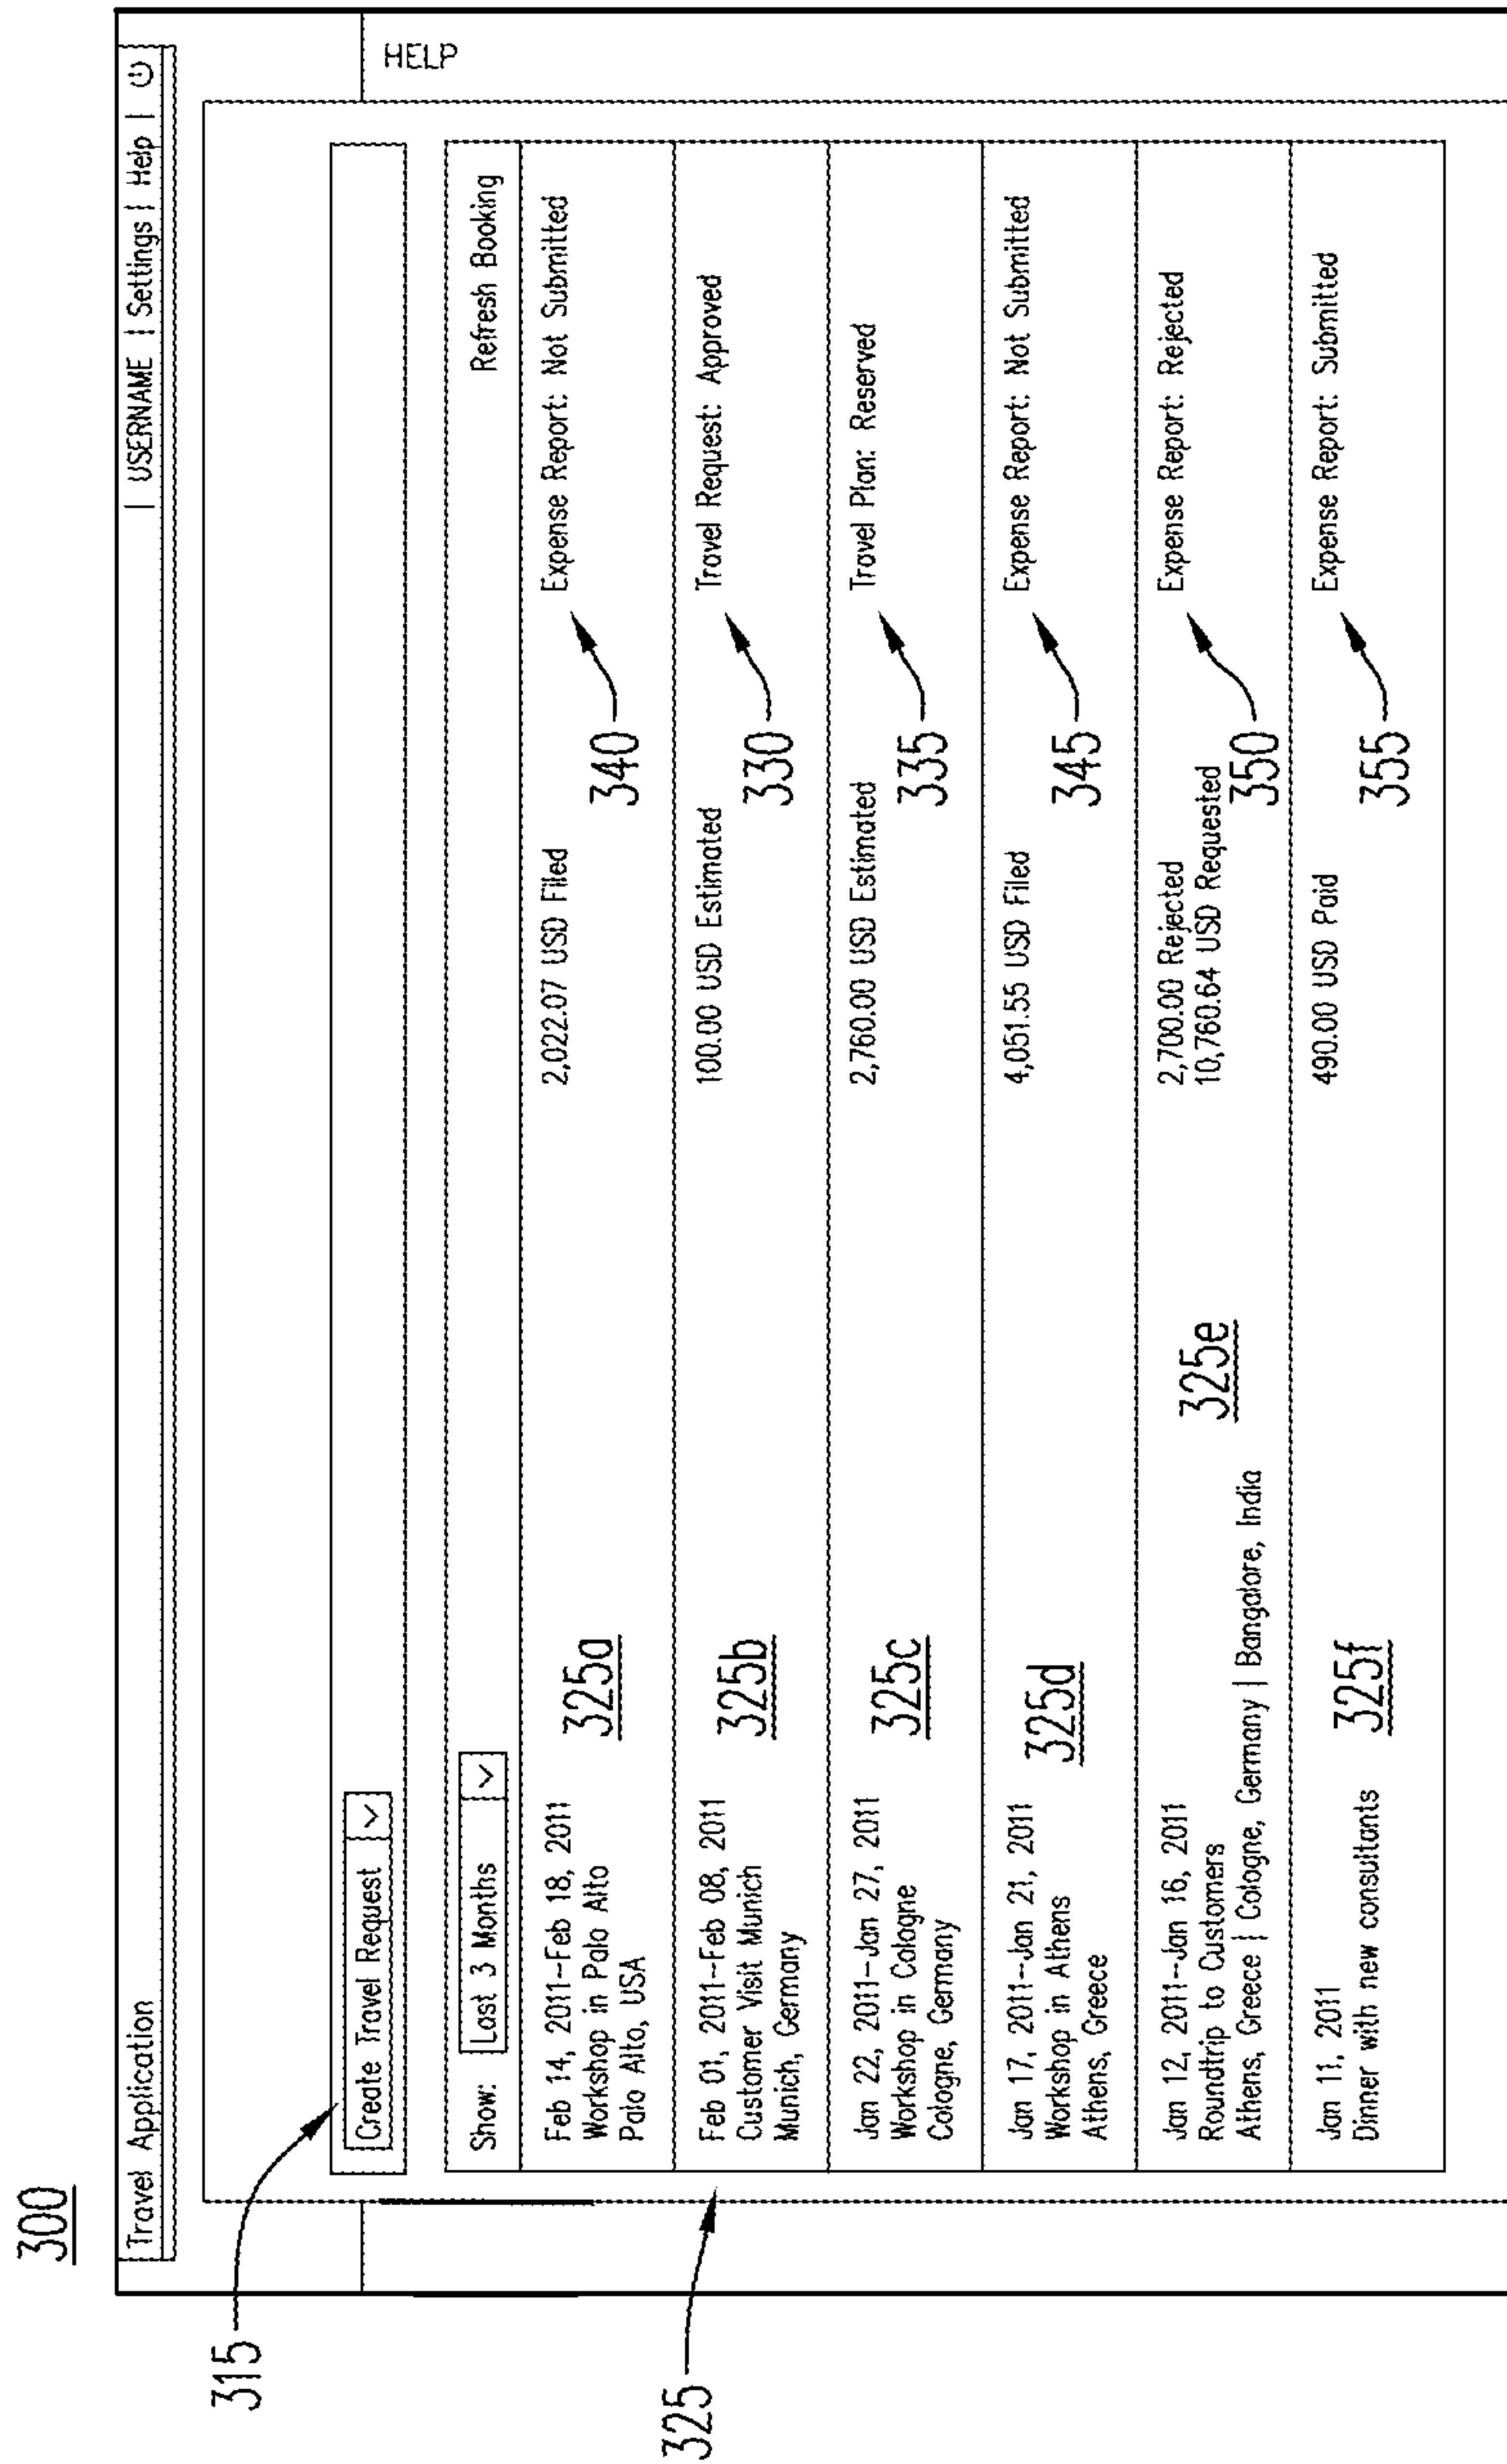 300
Travel Application | USERNAME | Settings | Help |
HELP
315
Create Travel Request
325
Show: Last 3 Months Refresh Booking
Feb 14, 2011–Feb 18, 2011 2,022.07 USD Filed Expense Report: Not Submitted
Workshop in Palo Alto 325a 340
Palo Alto, USA
Feb 01, 2011–Feb 08, 2011 100.00 USD Estimated Travel Request: Approved
Customer Visit Munich 325b 330
Munich, Germany
Jan 22, 2011–Jan 27, 2011 2,760.00 USD Estimated Travel Plan: Reserved
Workshop in Cologne 325c 335
Cologne, Germany
Jan 17, 2011–Jan 21, 2011 4,051.55 USD Filed Expense Report: Not Submitted
Workshop in Athens 325d 345
Athens, Greece
Jan 12, 2011–Jan 16, 2011 2,700.00 Rejected Expense Report: Rejected
Roundtrip to Customers 325e 10,760.64 USD Requested
Athens, Greece | Cologne, Germany | Bangalore, India 350
Jan 11, 2011 490.00 USD Paid Expense Report: Submitted
Dinner with new consultants 325f 355